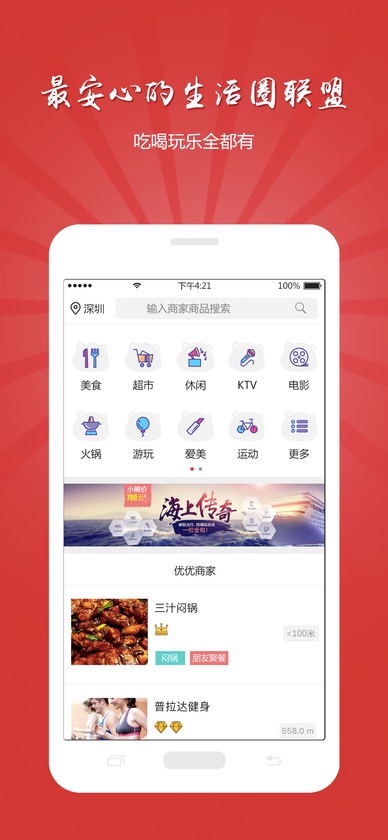 最安心的生活圈联盟
吃喝玩乐全都有
下午4:21
100%
深圳
输入商家商品搜索
美食
超市
休闲
KTV
电影
火锅
游玩
爱美
运动
更多
小熊价
798元
海上传奇
一价全包!
优优商家
三汁闷锅
<100米
闷锅
朋友聚餐
普拉达健身
558.0 m